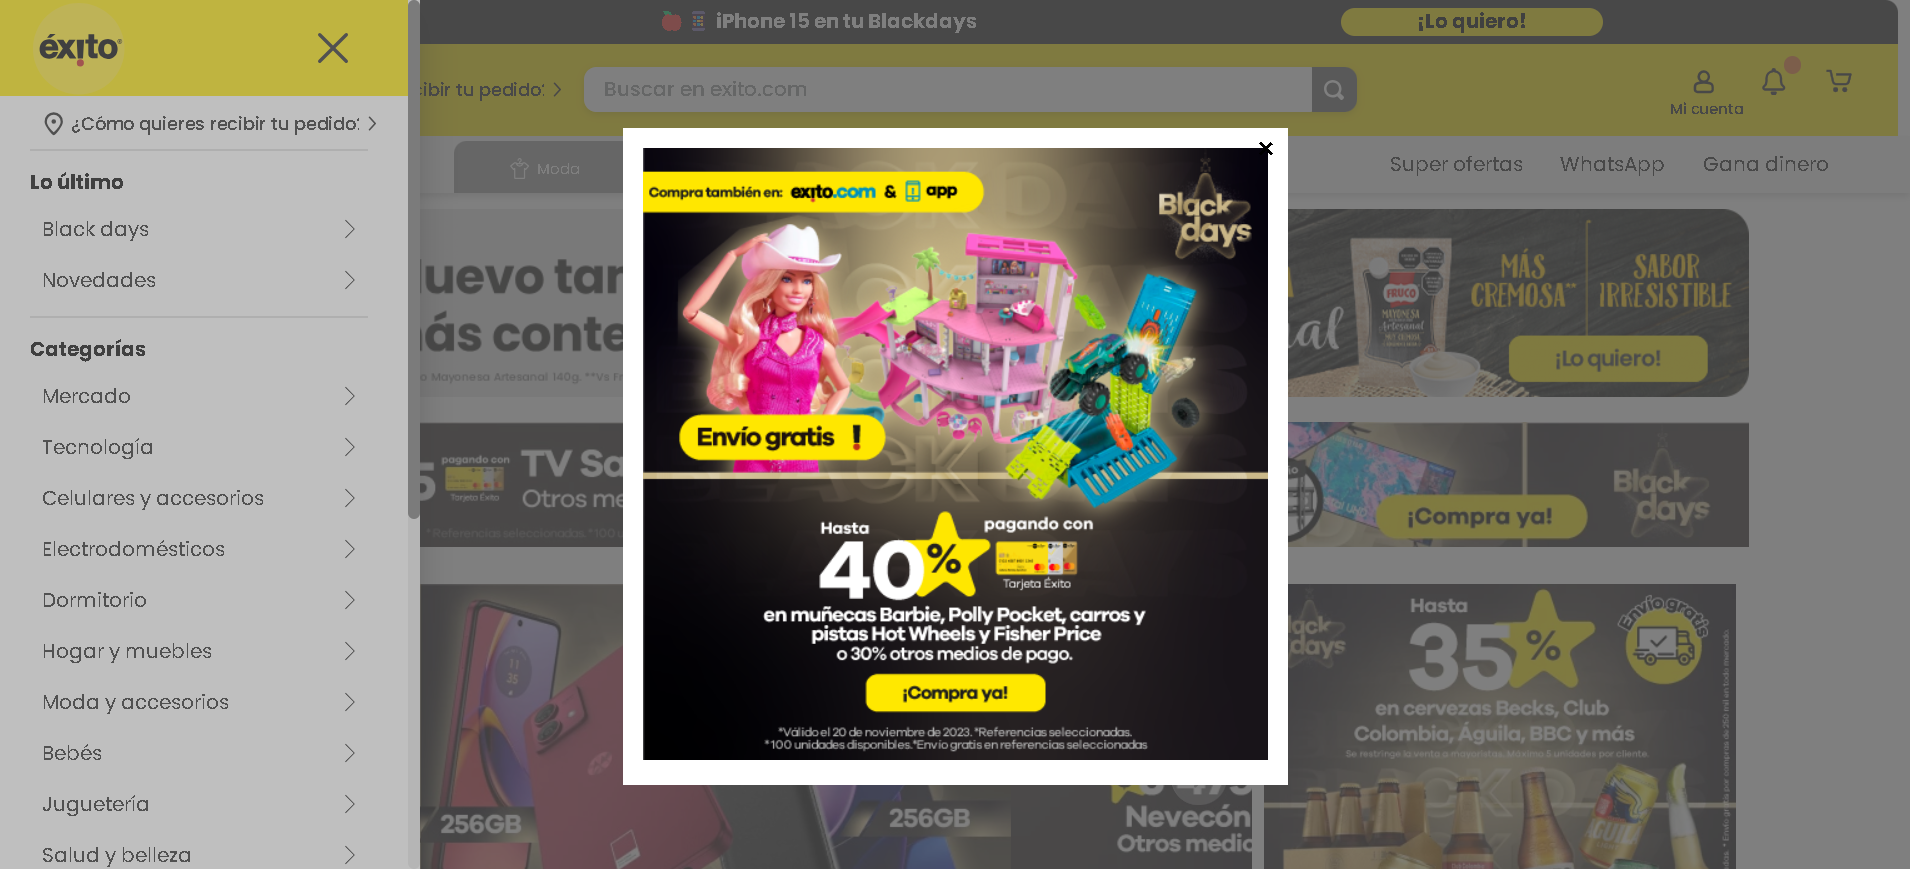 éxito
¿Cómo quieres recibir tu pedido?
Lo último
Black days
Novedades
Categorías
Mercado
Tecnología
Celulares y accesorios
Electrodomésticos
Dormitorio
Hogar y muebles
Moda y accesorios
Bebés
Juguetería
Salud y belleza
iPhone 15 en tu Blackdays
¡Lo quiero!
cibir tu pedido?
Buscar en exito.com
Mi cuenta
Moda
Super ofertas
WhatsApp
Gana dinero
Compra también en: exito.com & app
Black
days
Envío gratis
Hasta
40%
pagando con
Tarjeta Éxito
en muñecas Barbie, Polly Pocket, carros y
pistas Hot Wheels y Fisher Price
o 30% otros medios de pago.
¡Compra ya!
*Válido el 20 de noviembre de 2023. *Referencias seleccionadas.
*100 unidades disponibles.*Envío gratis en referencias seleccionadas
uevo tar
ás conte
o Mayonesa Artesanal 140g. **Vs Fr
nal
FRUCO
MAYONESA
Artesanal
MÁS
CREMOSA**
SABOR
IRRESISTIBLE
¡Lo quiero!
5
pagando con
Tarjeta Éxito
TV Sa
Otros medi
*Referencias seleccionadas. *100 u
¡Compra ya!
Black
days
256GB
256GB
Nevecón
Otros medio
ack
days
Hasta
35%
Envío gratis
en cervezas Becks, Club
Colombia, Águila, BBC y más
Se restringe la venta a mayoristas. Máximo 5 unidades por cliente.